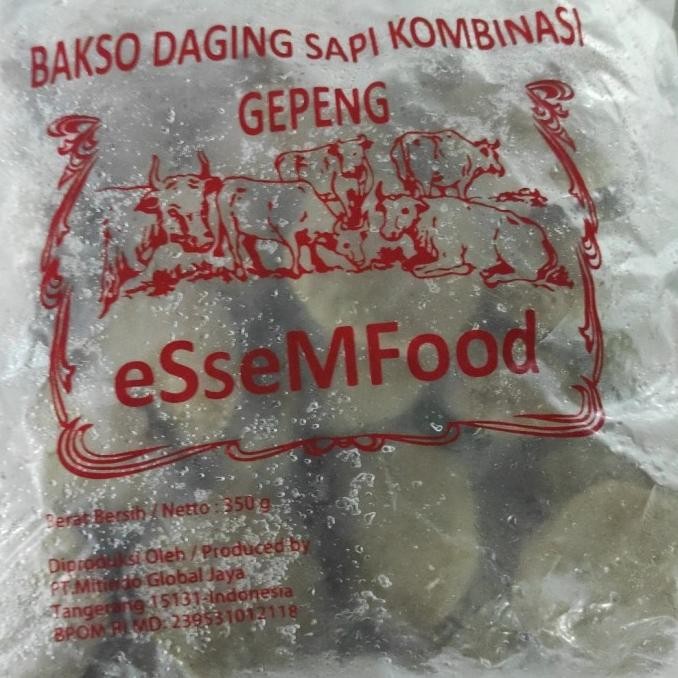 BAKSO DAGING SAPI KOMBINASI
GEPENG
eSseMFood
Berat Bersih / Netto : 350 g
Diproduksi Oleh / Produced by
PT.Mitindo Global Jaya
Tangerang 15131-Indonesia
BPOM RI MD: 239531012118